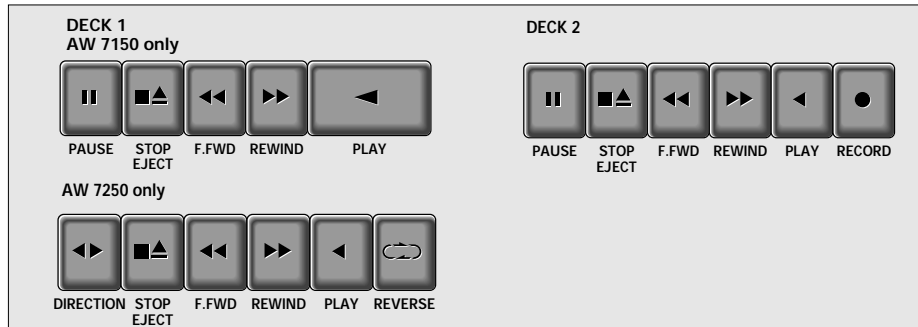 DECK 1
AW 7150 only
PAUSE STOP EJECT F.FWD REWIND PLAY
AW 7250 only
DIRECTION STOP EJECT F.FWD REWIND PLAY REVERSE
DECK 2
PAUSE STOP EJECT F.FWD REWIND PLAY RECORD